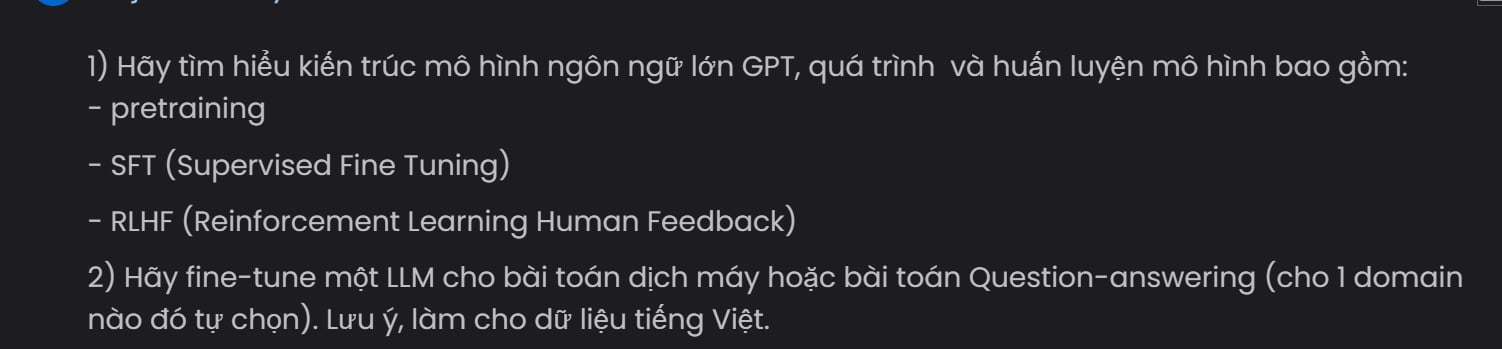 1) Hãy tìm hiểu kiến trúc mô hình ngôn ngữ lớn GPT, quá trình và huấn luyện mô hình bao gồm:
- pretraining
- SFT (Supervised Fine Tuning)
- RLHF (Reinforcement Learning Human Feedback)
2) Hãy fine-tune một LLM cho bài toán dịch máy hoặc bài toán Question-answering (cho 1 domain
nào đó tự chọn). Lưu ý, làm cho dữ liệu tiếng Việt.